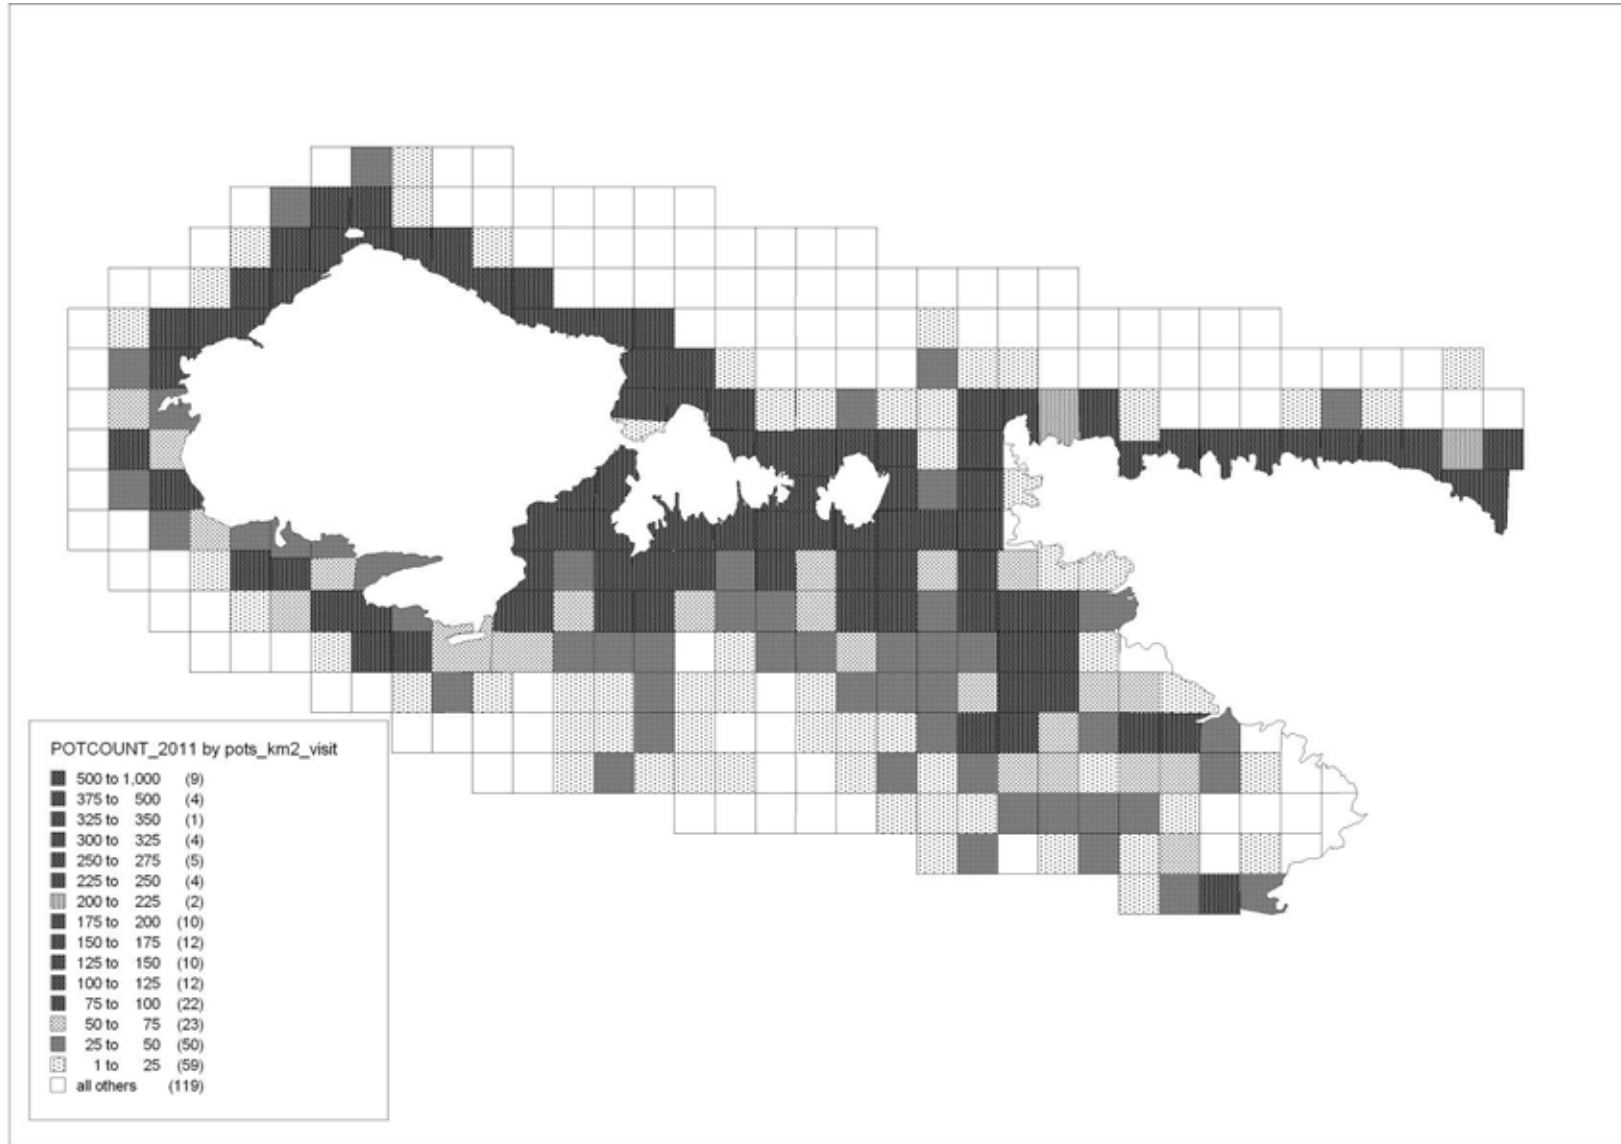 POTCOUNT_2011 by pots_km2_visit
500 to 1,000 (9)
375 to 500 (4)
325 to 350 (1)
300 to 325 (4)
250 to 275 (5)
225 to 250 (4)
200 to 225 (2)
175 to 200 (10)
150 to 175 (12)
125 to 150 (10)
100 to 125 (12)
75 to 100 (22)
50 to 75 (23)
25 to 50 (50)
1 to 25 (59)
all others (119)